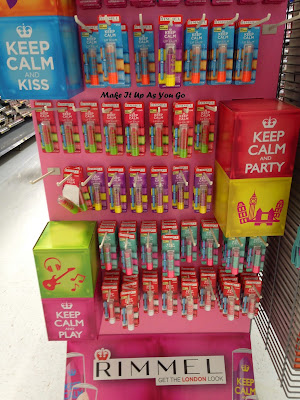 KEEP
CALM
AND
KISS
Make It Up As You Go
KEEP
CALM
AND
PARTY
KEEP
CALM
AND
PLAY
RIMMEL
GET THE LONDON LOOK